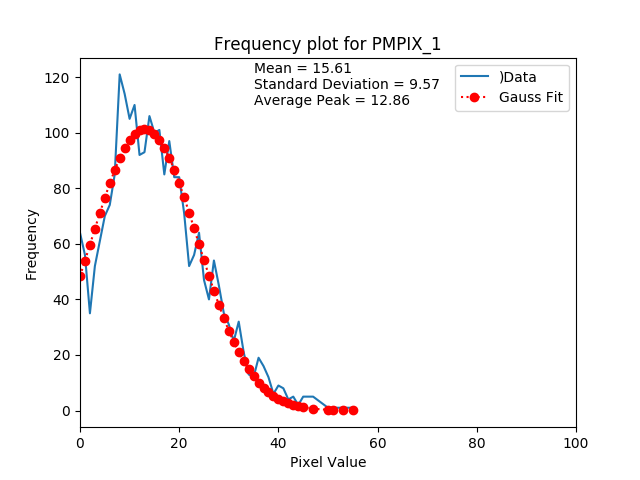 Frequency plot for PMPIX_1
Mean = 15.61
Standard Deviation = 9.57
Average Peak = 12.86
)Data
Gauss Fit
120
100
80
60
40
20
0
Frequency
0 20 40 60 80 100
Pixel Value